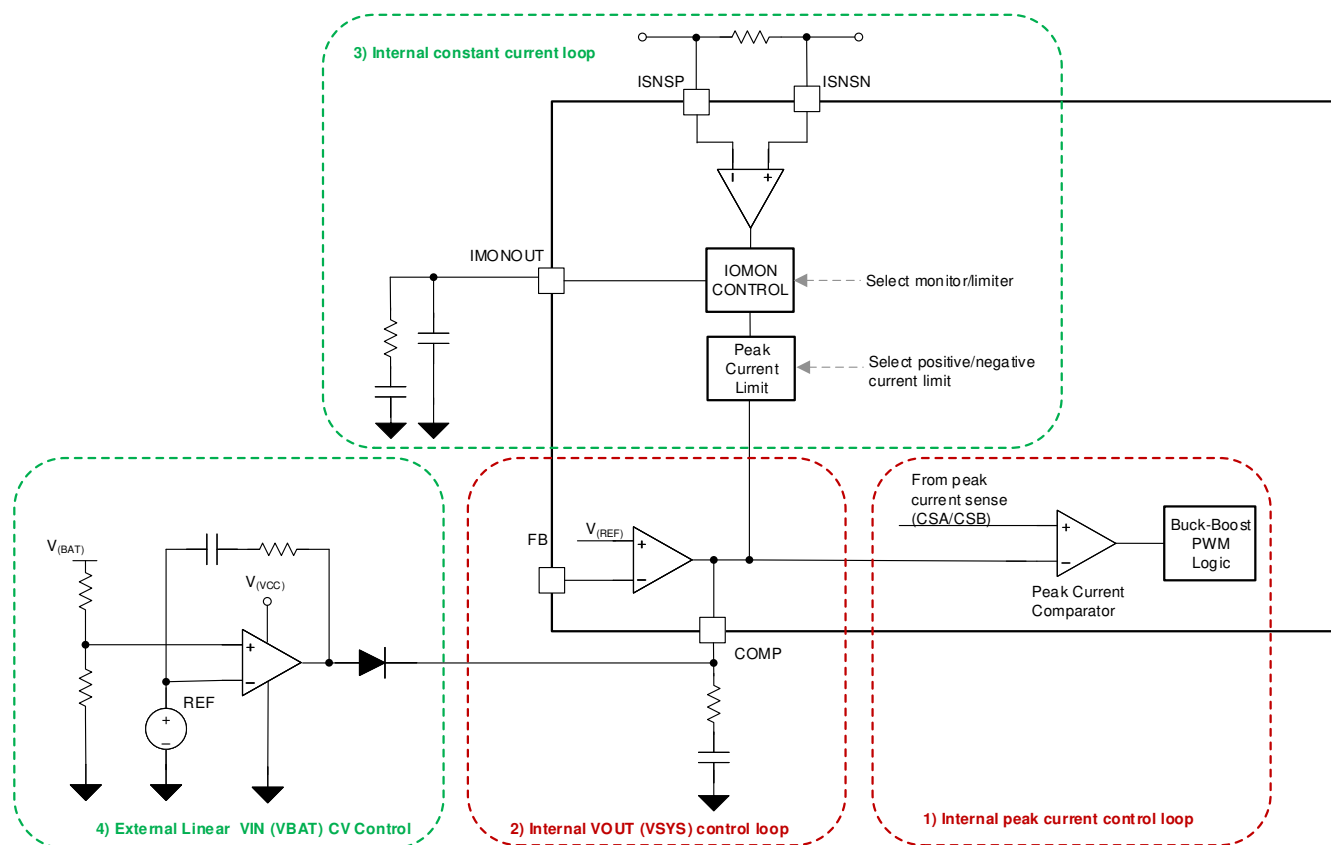 3) Internal constant current loop
ISNSP
ISNSN
− +
IMONOUT
IOMON
CONTROL
Select monitor/limiter
Peak
Current
Limit
Select positive/negative
current limit
From peak
current sense
(CSA/CSB)
+
−
Peak Current
Comparator
Buck-Boost
PWM
Logic
FB
V(REF)
+
−
COMP
V(BAT)
V(VCC)
+
−
REF
+
−
4) External Linear VIN (VBAT) CV Control
2) Internal VOUT (VSYS) control loop
1) Internal peak current control loop